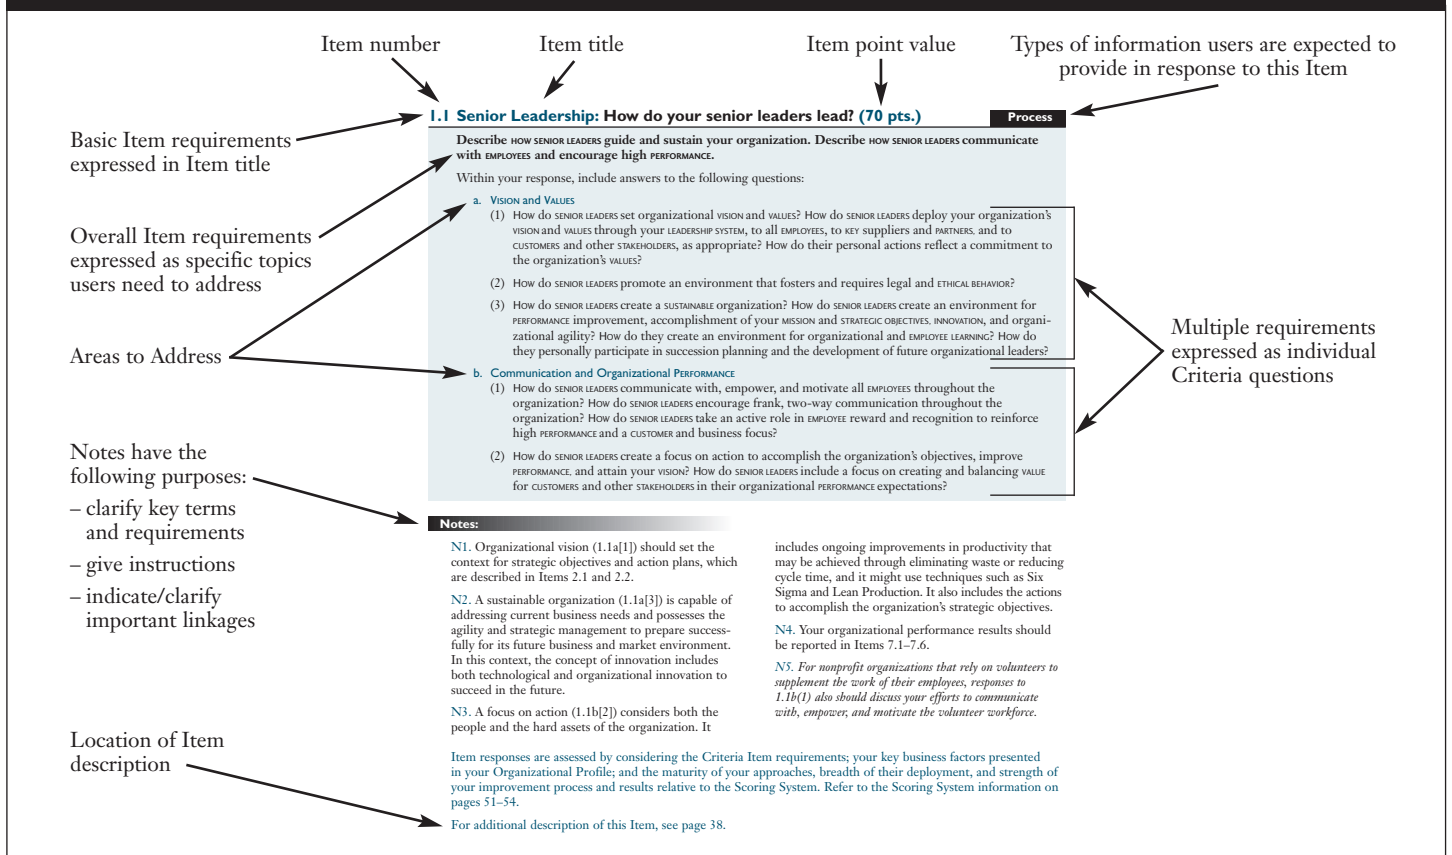 Item number
Item title
Item point value
Types of information users are expected to
provide in response to this Item
Basic Item requirements
expressed in Item title
Overall Item requirements
expressed as specific topics
users need to address
Areas to Address
Notes have the
following purposes:
– clarify key terms
and requirements
– give instructions
– indicate/clarify
important linkages
Location of Item
description
1.1 Senior Leadership: How do your senior leaders lead? (70 pts.)
Process
Describe HOW SENIOR LEADERS guide and sustain your organization. Describe HOW SENIOR LEADERS communicate
with EMPLOYEES and encourage high PERFORMANCE.
Within your response, include answers to the following questions:
a. VISION and VALUES
(1) HOW do SENIOR LEADERS set organizational VISION and VALUES? HOW do SENIOR LEADERS deploy your organization's
VISION and VALUES through your LEADERSHIP SYSTEM, to all EMPLOYEES, to KEY suppliers and PARTNERS, and to
CUSTOMERS and other STAKEHOLDERS, as appropriate? HOW do their personal actions reflect a commitment to
the organization's VALUES?
(2) HOW do SENIOR LEADERS promote an environment that fosters and requires legal and ETHICAL BEHAVIOR?
(3) HOW do SENIOR LEADERS create a SUSTAINABLE organization? HOW do SENIOR LEADERS create an environment for
PERFORMANCE improvement, accomplishment of your MISSION and STRATEGIC OBJECTIVES, INNOVATION, and organi-
zational agility? HOW do they create an environment for organizational and EMPLOYEE LEARNING? HOW do
they personally participate in succession planning and the development of future organizational leaders?
b. Communication and Organizational PERFORMANCE
(1) HOW do SENIOR LEADERS communicate with, empower, and motivate all EMPLOYEES throughout the
organization? HOW do SENIOR LEADERS encourage frank, two-way communication throughout the
organization? HOW do SENIOR LEADERS take an active role in EMPLOYEE reward and recognition to reinforce
high PERFORMANCE and a CUSTOMER and business focus?
(2) HOW do SENIOR LEADERS create a focus on action to accomplish the organization's objectives, improve
PERFORMANCE, and attain your VISION? HOW do SENIOR LEADERS include a focus on creating and balancing VALUE
for CUSTOMERS and other STAKEHOLDERS in their organizational PERFORMANCE expectations?
Multiple requirements
expressed as individual
Criteria questions
Notes:
N1. Organizational vision (1.1a[1]) should set the
context for strategic objectives and action plans, which
are described in Items 2.1 and 2.2.
N2. A sustainable organization (1.1a[3]) is capable of
addressing current business needs and possesses the
agility and strategic management to prepare success-
fully for its future business and market environment.
In this context, the concept of innovation includes
both technological and organizational innovation to
succeed in the future.
N3. A focus on action (1.1b[2]) considers both the
people and the hard assets of the organization. It
includes ongoing improvements in productivity that
may be achieved through eliminating waste or reducing
cycle time, and it might use techniques such as Six
Sigma and Lean Production. It also includes the actions
to accomplish the organization's strategic objectives.
N4. Your organizational performance results should
be reported in Items 7.1–7.6.
N5. For nonprofit organizations that rely on volunteers to
supplement the work of their employees, responses to
1.1b(1) also should discuss your efforts to communicate
with, empower, and motivate the volunteer workforce.
Item responses are assessed by considering the Criteria Item requirements; your key business factors presented
in your Organizational Profile; and the maturity of your approaches, breadth of their deployment, and strength of
your improvement process and results relative to the Scoring System. Refer to the Scoring System information on
pages 51–54.
For additional description of this Item, see page 38.